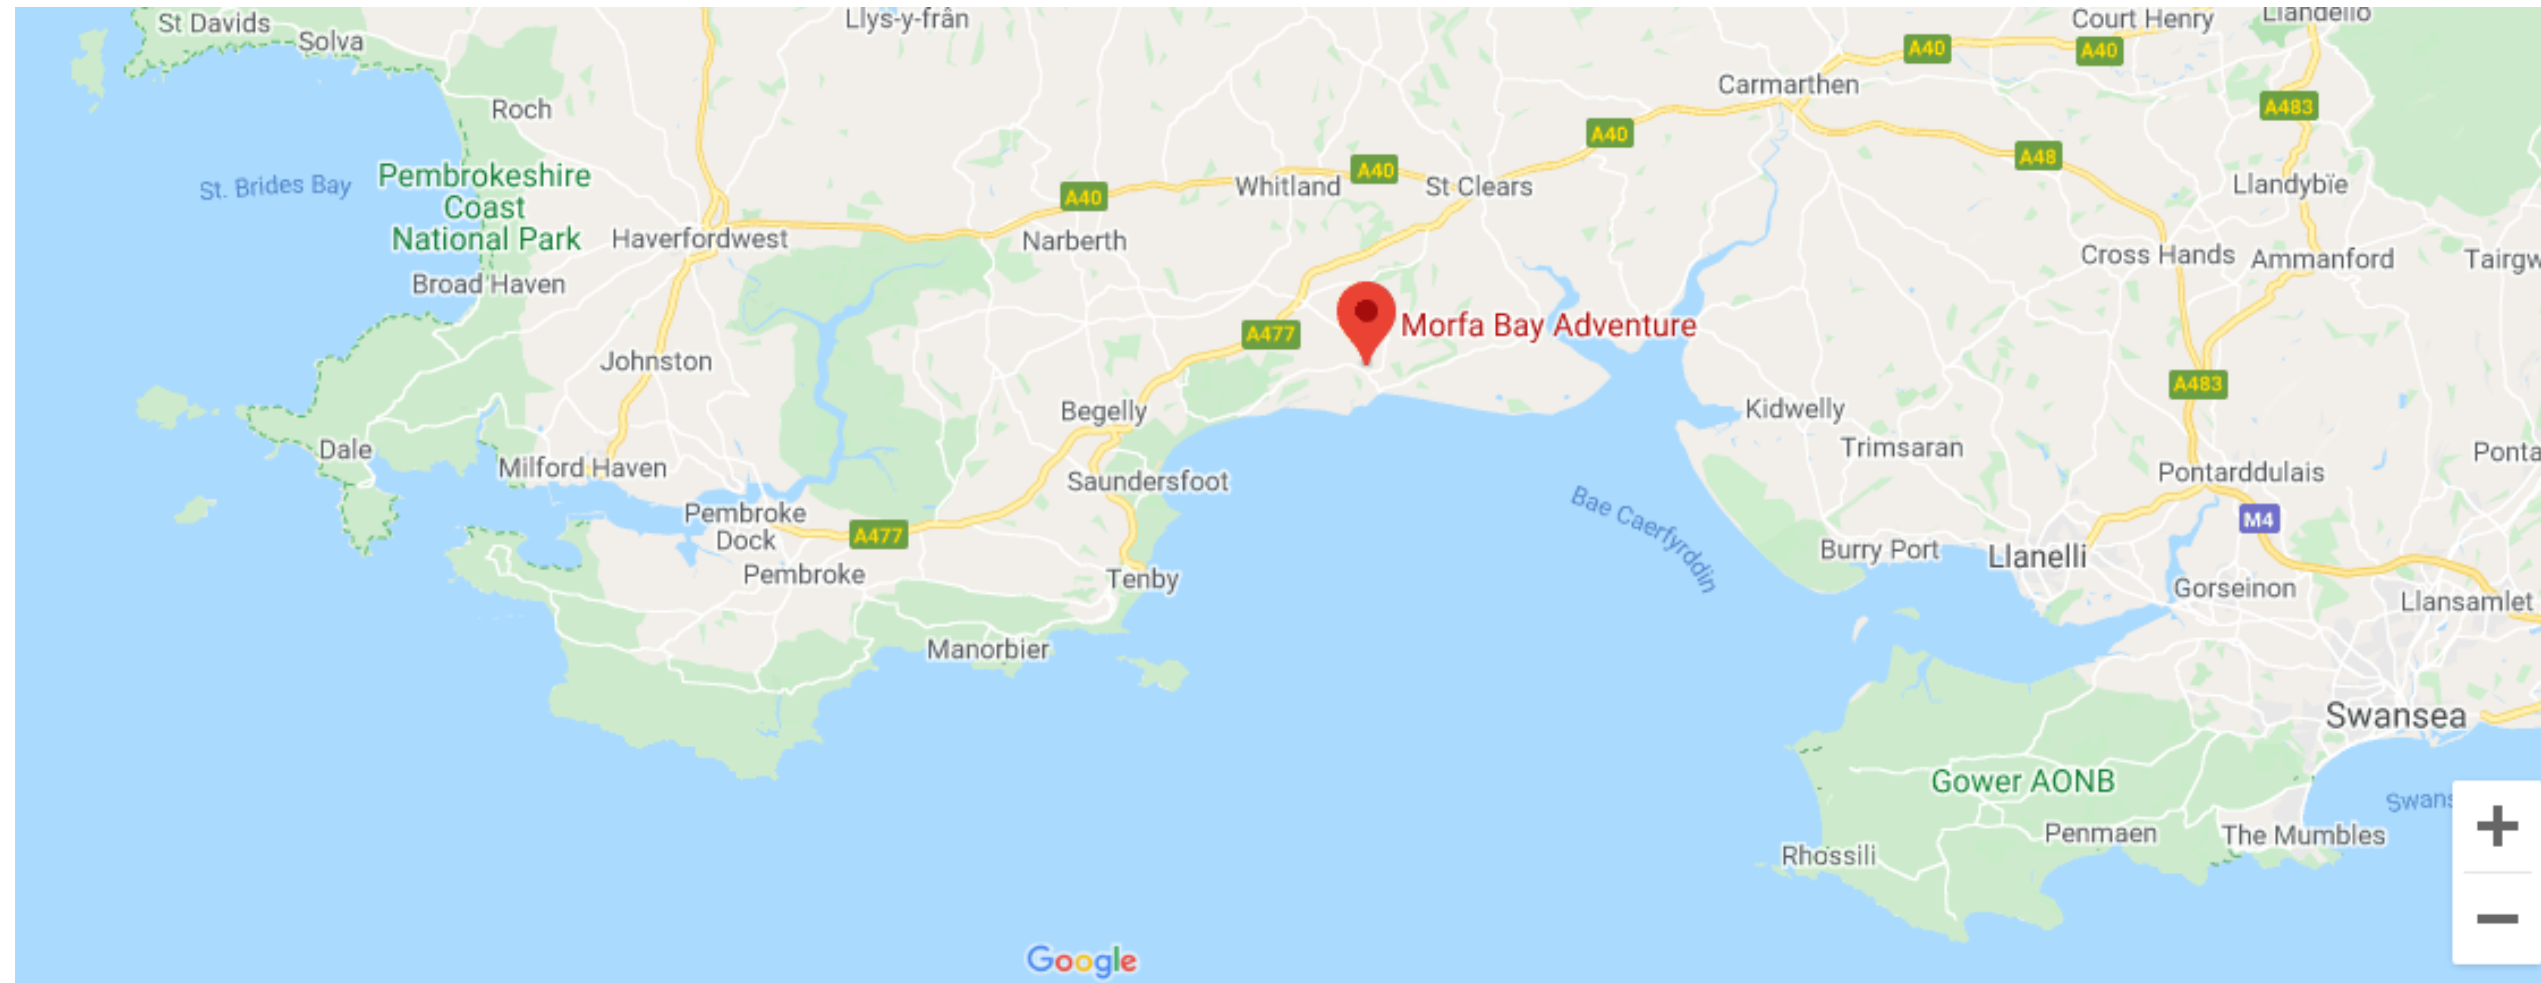 St Davids
Solva
Llys-y-frân
Court Henry
Llandeilo
A40
A40
Carmarthen
A483
Roch
A40
A48
St. Brides Bay
Pembrokeshire
Coast
National Park
A40
Whitland
A40
St Clears
Llandybïe
Haverfordwest
Narberth
Cross Hands
Ammanford
Tairgw
Broad Haven
A477
Morfa Bay Adventure
Johnston
A483
Begelly
Kidwelly
Dale
Trimsaran
Ponta
Milford Haven
Saundersfoot
Pontarddulais
Bae Caerfyrddin
Pembroke
Dock
A477
M4
Burry Port
Llanelli
Pembroke
Tenby
Gorseinon
Llansamlet
Manorbier
Swansea
Gower AONB
Swans
Penmaen
The Mumbles
Rhossili
Google